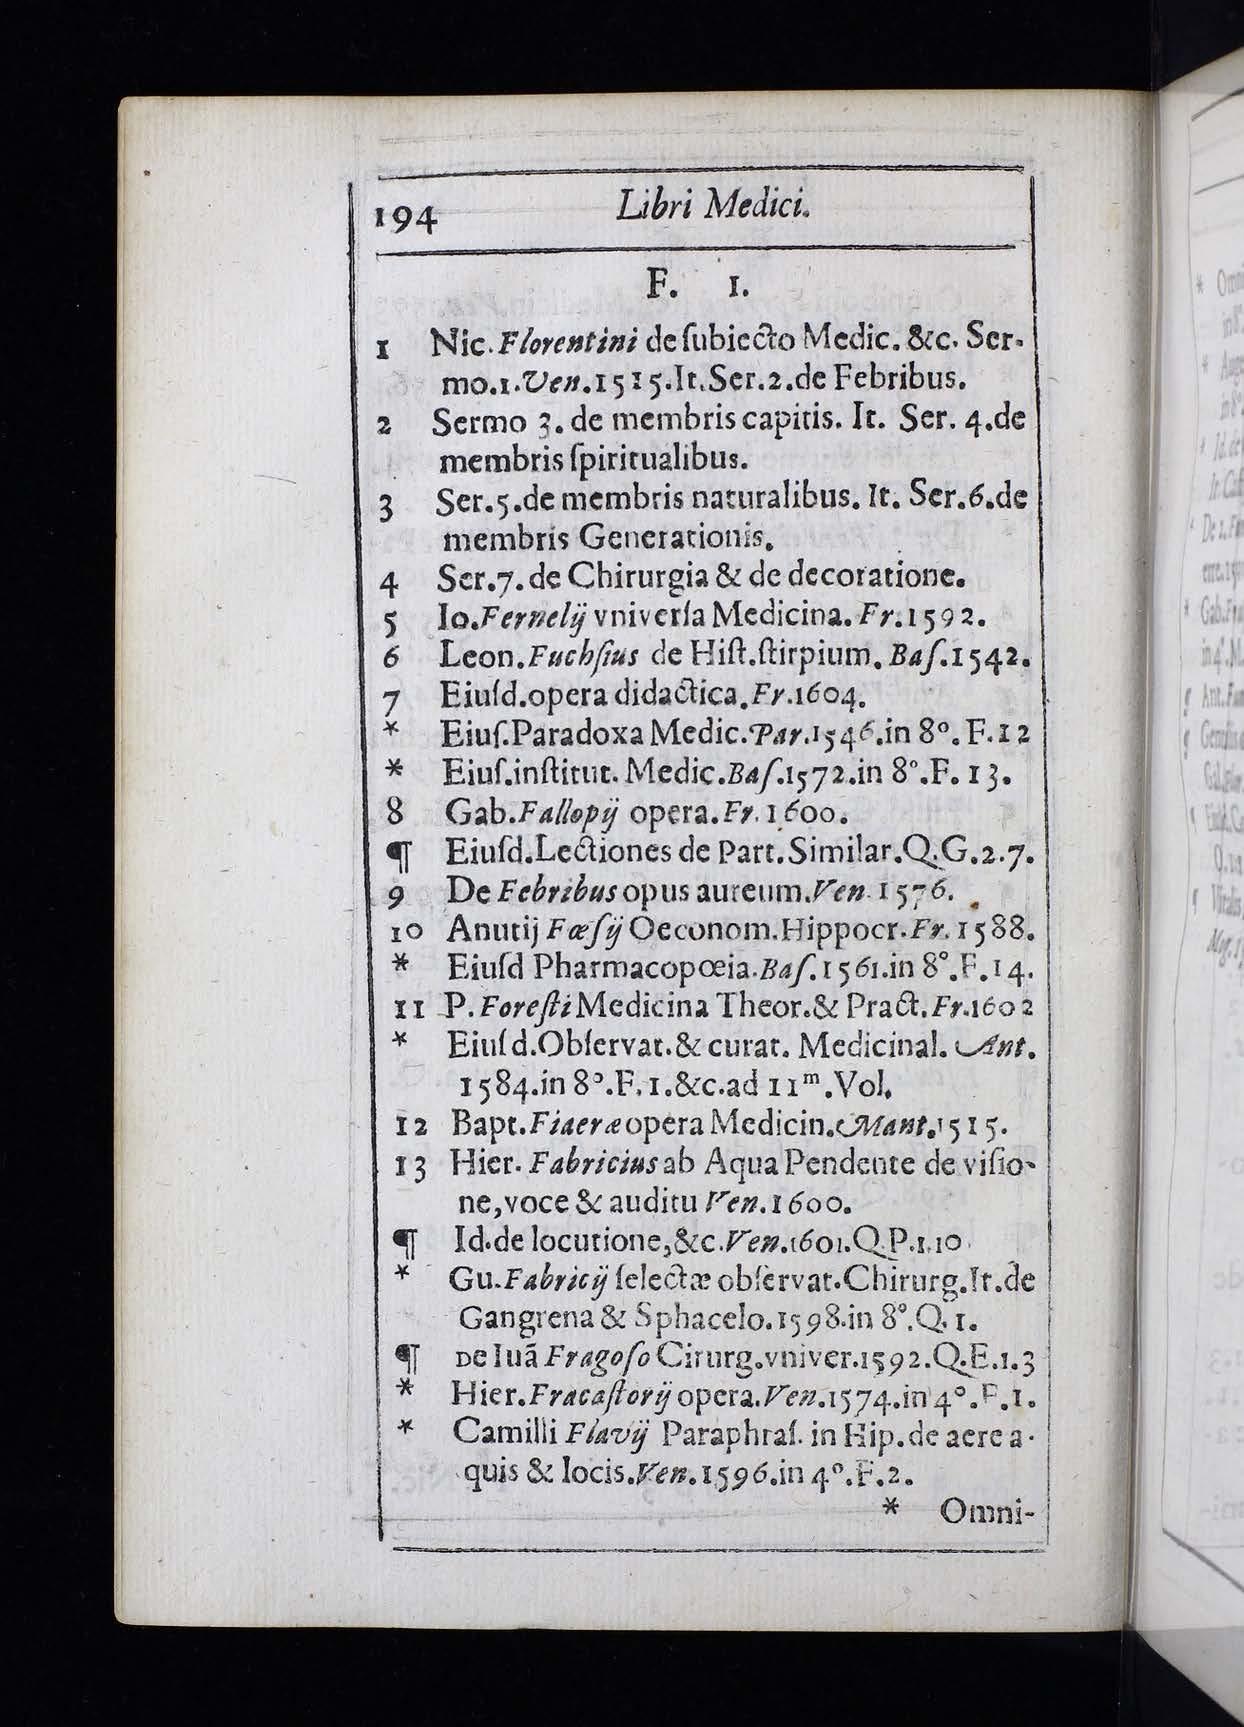 194 Libri Medici.
F. 1.
1 Nic. Florentini de ſubiecto Medic. &c. Ser-
mo.1.Ven.1515.It.Ser.2.de Febribus.
2 Sermo 3. de membris capitis. It. Ser. 4.de
membris ſpiritualibus.
3 Ser.5.de membris naturalibus. It. Ser.6.de
membris Generationis.
4 Ser.7.de Chirurgia & de decoratione.
5 Io.Fernelij vniverſa Medicina. Fr.1592.
6 Leon.Fuchſius de Hiſt.ſtirpium. Baſ.1542.
7 Eiuſd.opera didactica.Fr.1604.
* Eiuſ.Paradoxa Medic.Par.1546.in 8°.F.12
* Eiuſ.inſtitut. Medic.Baſ.1572.in 8°.F.13.
8 Gab.Fallopij opera.Fr.1600.
¶ Eiuſd.Lectiones de Part.Similar.Q.G.2.7.
9 De Febribus opus aureum.Ven.1576.
10 Anutij Fœſij Oeconom.Hippocr.Fr.1588.
* Eiuſd Pharmacopœia.Baſ.1561.in 8°.F.14.
11 P.Foreſti Medicina Theor.& Pract.Fr.1602
* Eiuſd.Obſervat.& curat. Medicinal. Ant.
1584.in 8°.F.1.&c.ad 11ᵐ.Vol.
12 Bapt.Fiaeræ opera Medicin.Mant.1515.
13 Hier. Fabricius ab Aqua Pendente de viſio-
ne,voce & auditu Ven.1600.
¶ Id.de locutione,&c.Ven.1601.Q.P.1.10
* Gu.Fabricij ſelectæ obſervat.Chirurg.It.de
Gangrena & Sphacelo.1598.in 8°.Q.1.
¶ De Iuã Fragoſo Cirurg.vniver.1592.Q.E.1.3
* Hier.Fracaſtorij opera.Ven.1574.in 4°.F.1.
* Camilli Flavij Paraphraſ. in Hip.de aere a-
quis & locis.Ven.1596.in 4°.F.2.
* Omni-